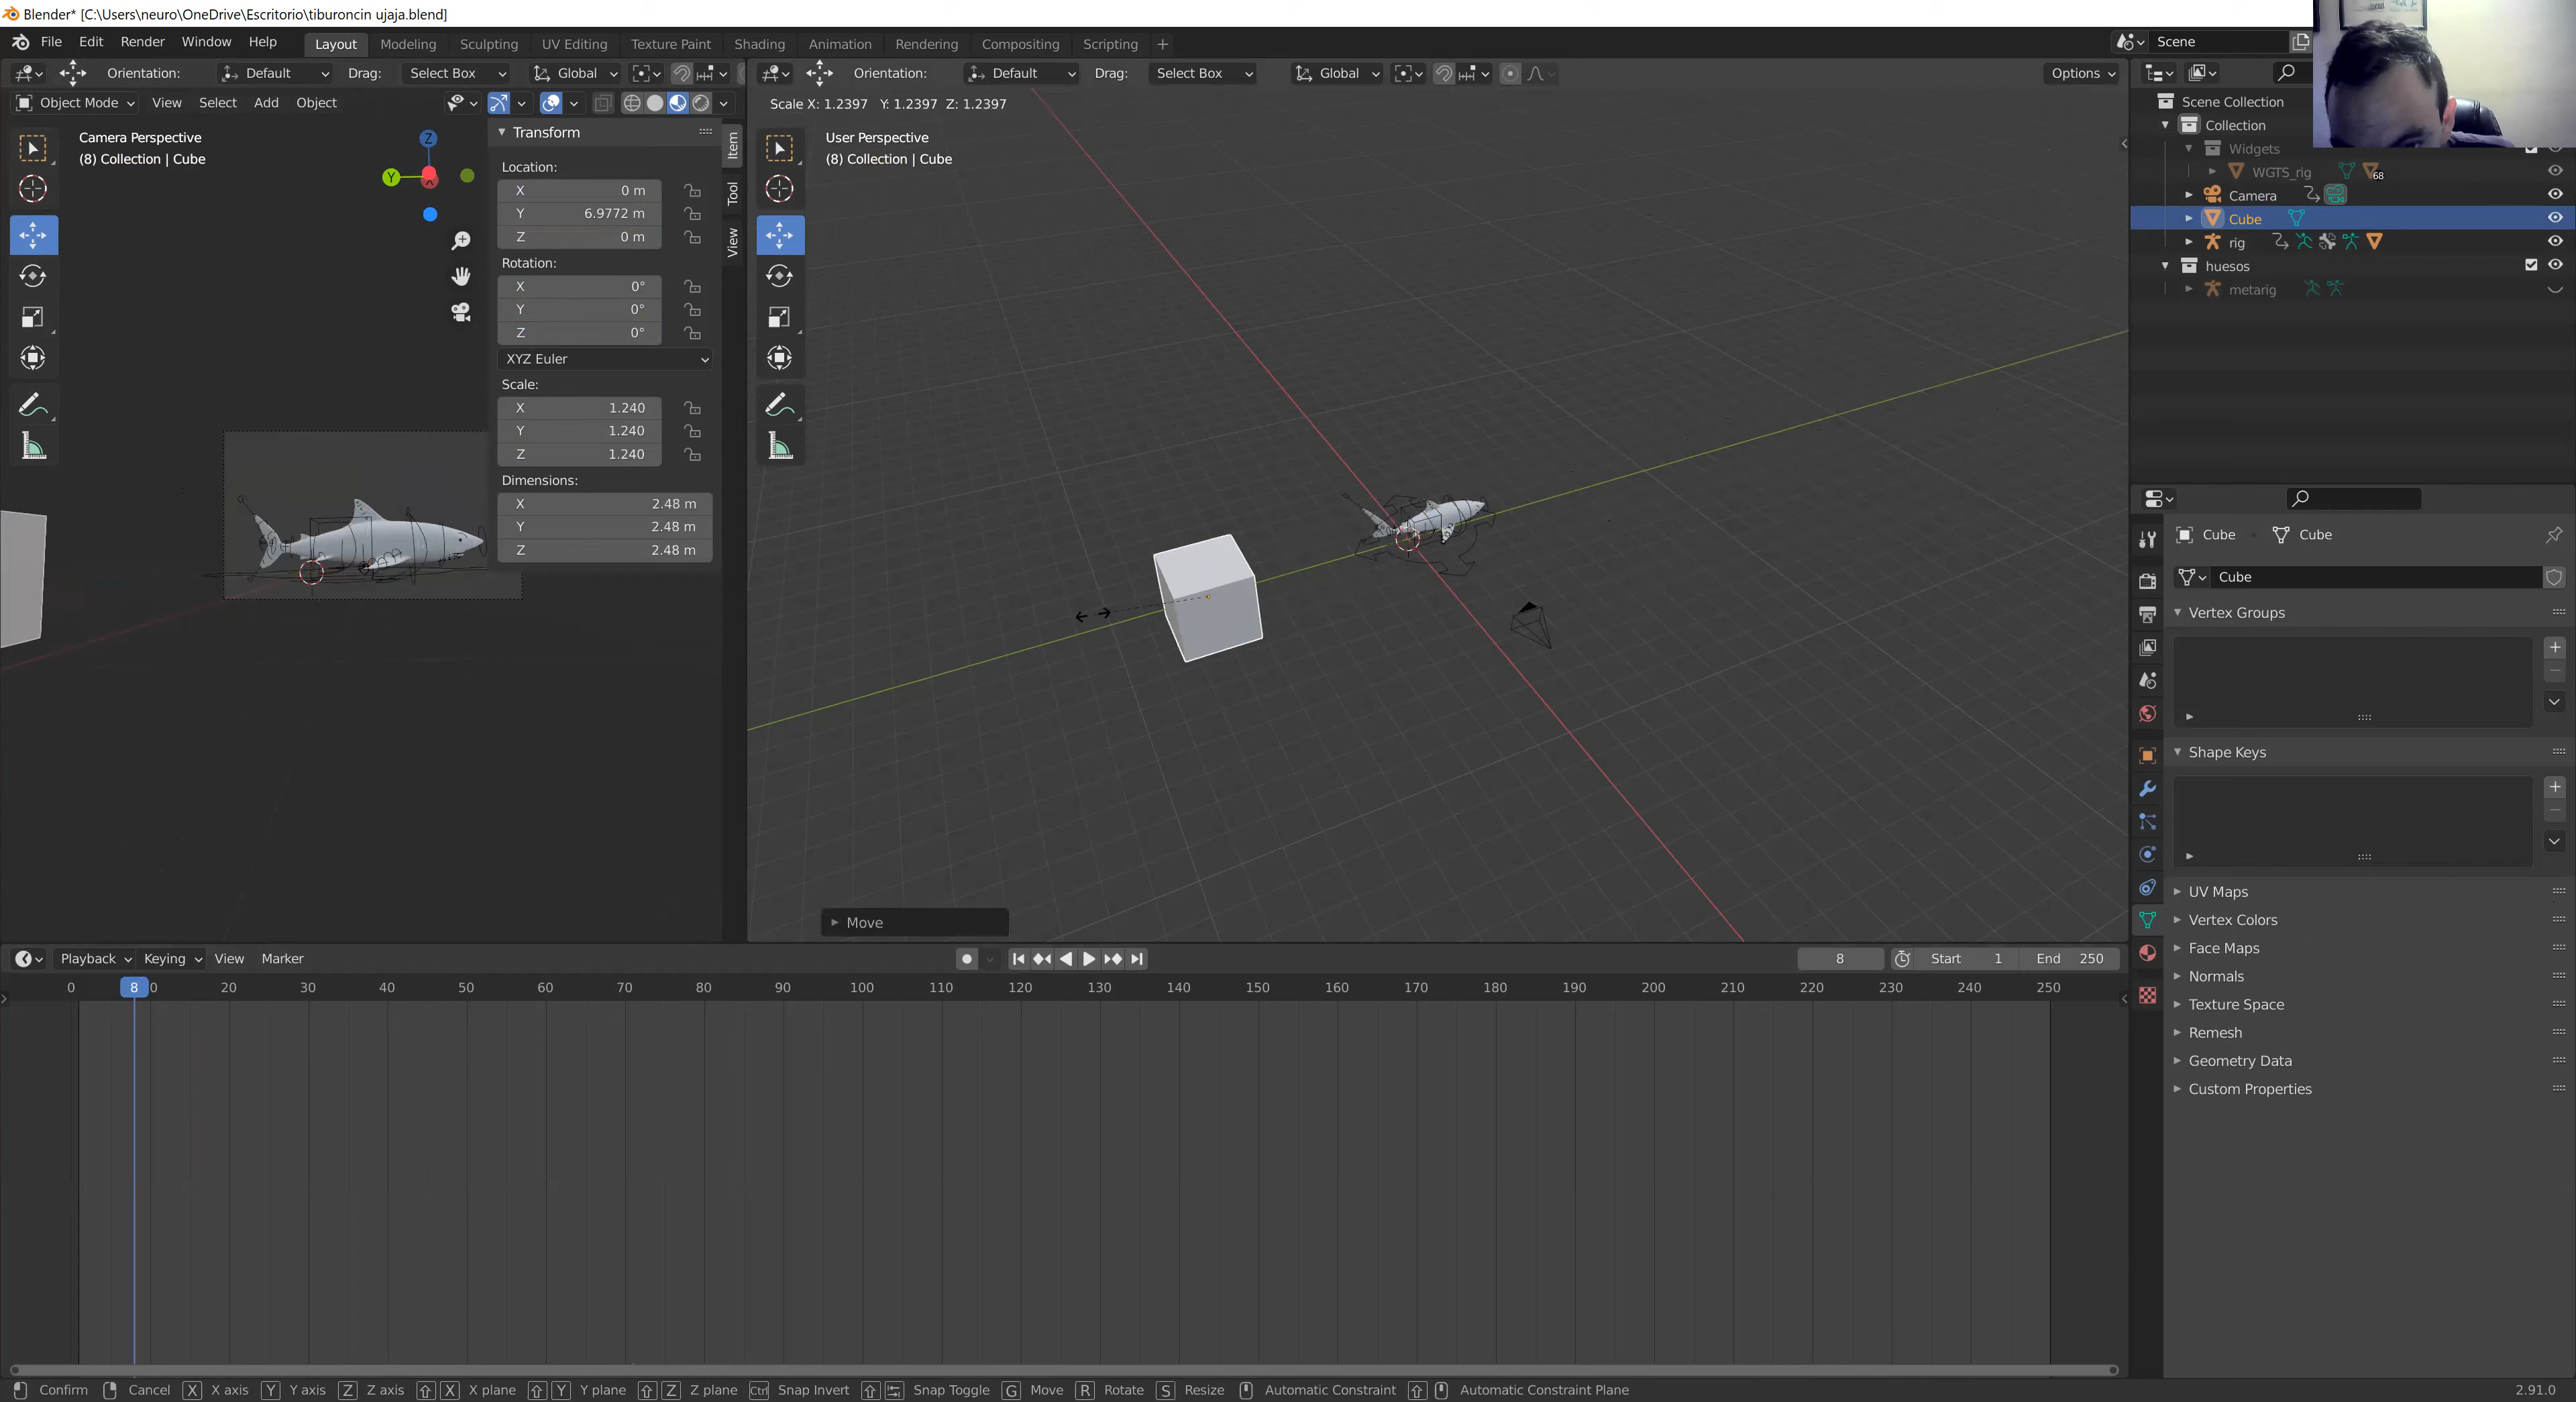 Blender* [C:\Users\neuro\OneDrive\Escritorio\tiburoncin ujaja.blend]
File Edit Render Window Help Layout Modeling Sculpting UV Editing Texture Paint Shading Animation Rendering Compositing Scripting + Scene
Orientation: Default Drag: Select Box Global
Orientation: Default Drag: Select Box Global Options
Object Mode View Select Add Object
Scale X: 1.2397 Y: 1.2397 Z: 1.2397
Camera Perspective
(8) Collection | Cube
Z
Y
X
Transform
Location:
X 0 m
Y 6.9772 m
Z 0 m
Rotation:
X 0°
Y 0°
Z 0°
XYZ Euler
Scale:
X 1.240
Y 1.240
Z 1.240
Dimensions:
X 2.48 m
Y 2.48 m
Z 2.48 m
Item
Tool
View
User Perspective
(8) Collection | Cube
Move
Scene Collection
Collection
Widgets
WGTS_rig 68
Camera
Cube
rig
huesos
metarig
Cube Cube
Cube
Vertex Groups
Shape Keys
UV Maps
Vertex Colors
Face Maps
Normals
Texture Space
Remesh
Geometry Data
Custom Properties
Playback Keying View Marker 8 Start 1 End 250
0 8 0 20 30 40 50 60 70 80 90 100 110 120 130 140 150 160 170 180 190 200 210 220 230 240 250
Confirm Cancel X X axis Y Y axis Z Z axis X X plane Y Y plane Z Z plane Ctrl Snap Invert Snap Toggle G Move R Rotate S Resize Automatic Constraint Automatic Constraint Plane 2.91.0